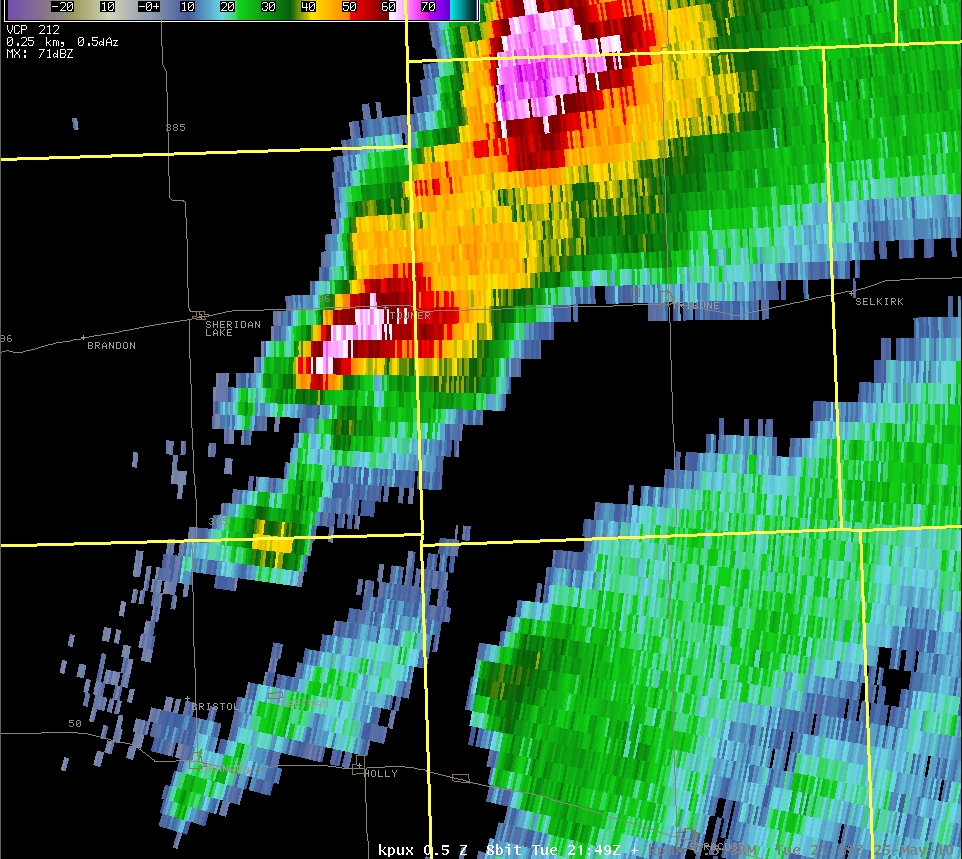 -20 10 -0+ 10 20 30 40 50 60 70
VCP 212
0.25 km, 0.5dAz
MX: 71dBZ
385
96
TOWNER
SELKIRK
SHERIDAN
LAKE
BRANDON
96
BRISTOL
50
HOLLY
kpux 0.5 Z 8bit Tue 21:49Z +